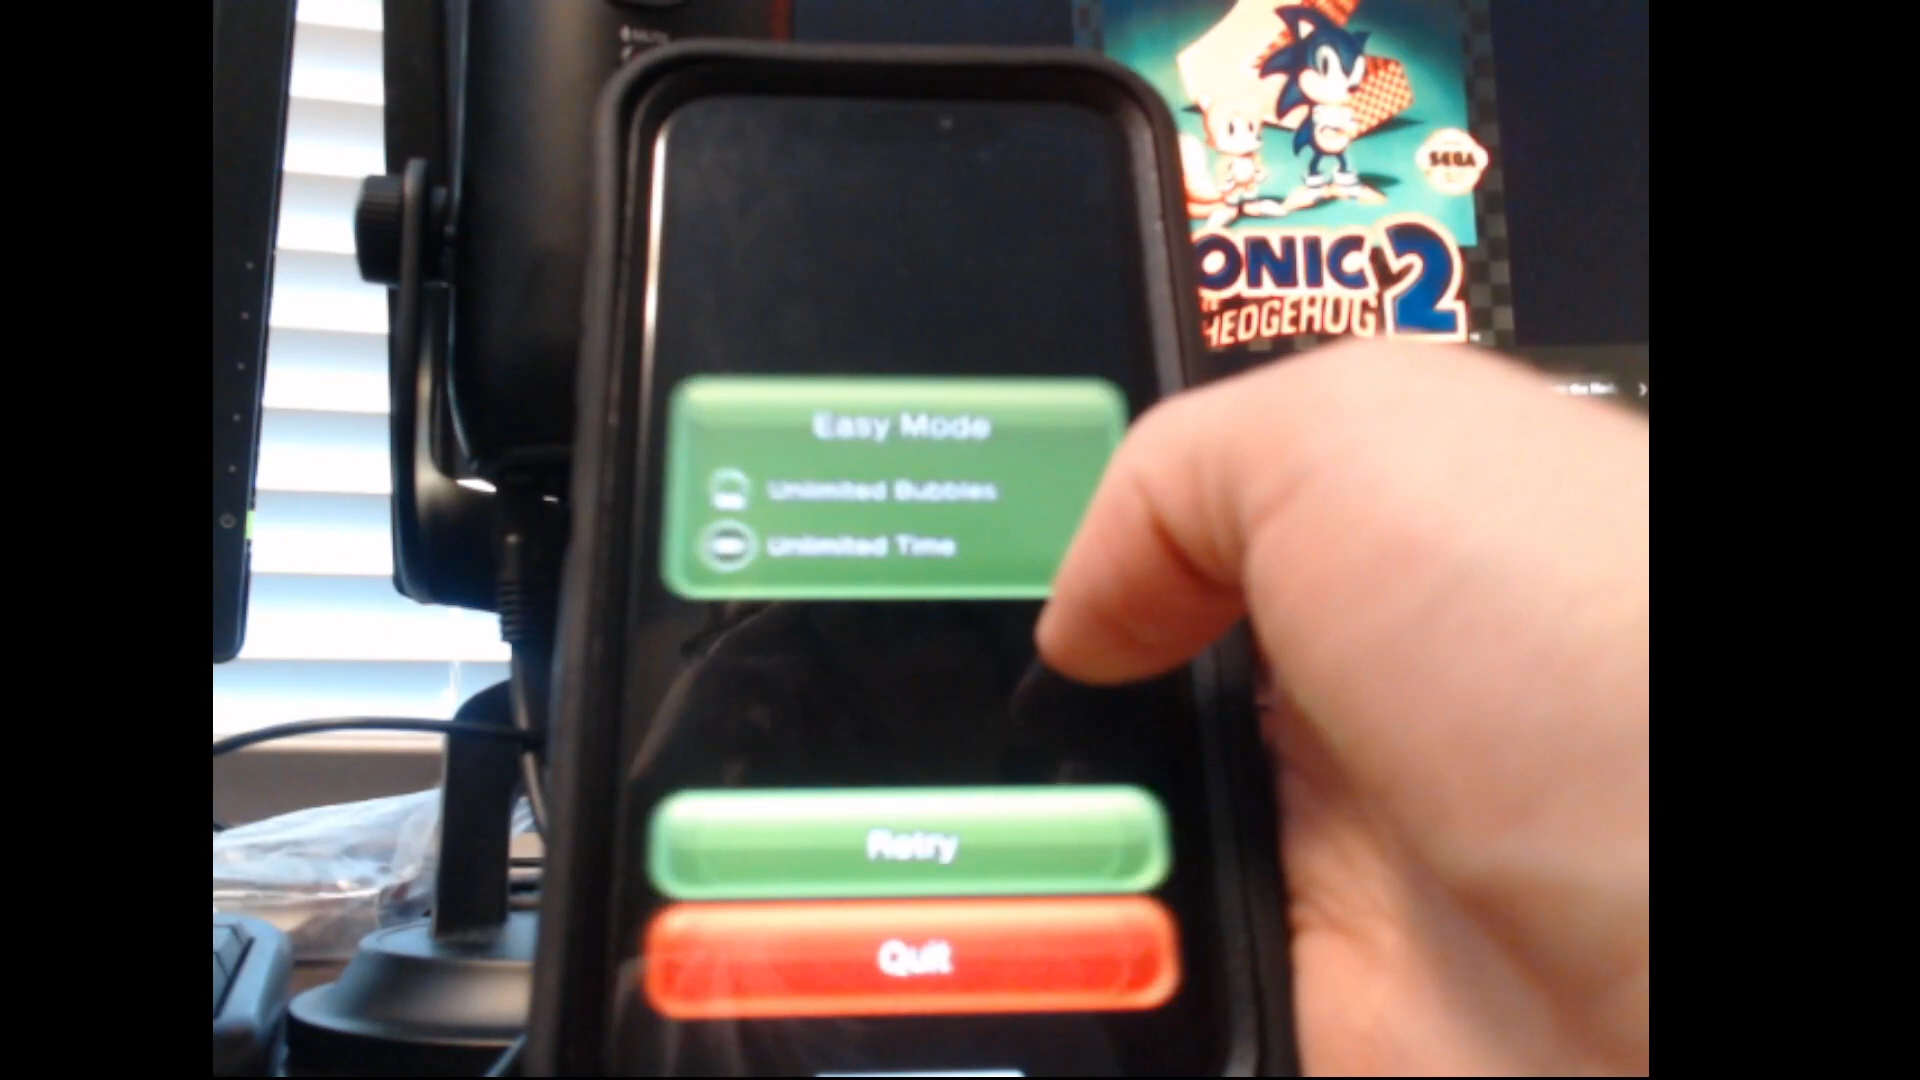 SEGA
ONIC 2
HEDGEHOG
Easy Mode
Unlimited Bubbles
Unlimited Time
Retry
Quit